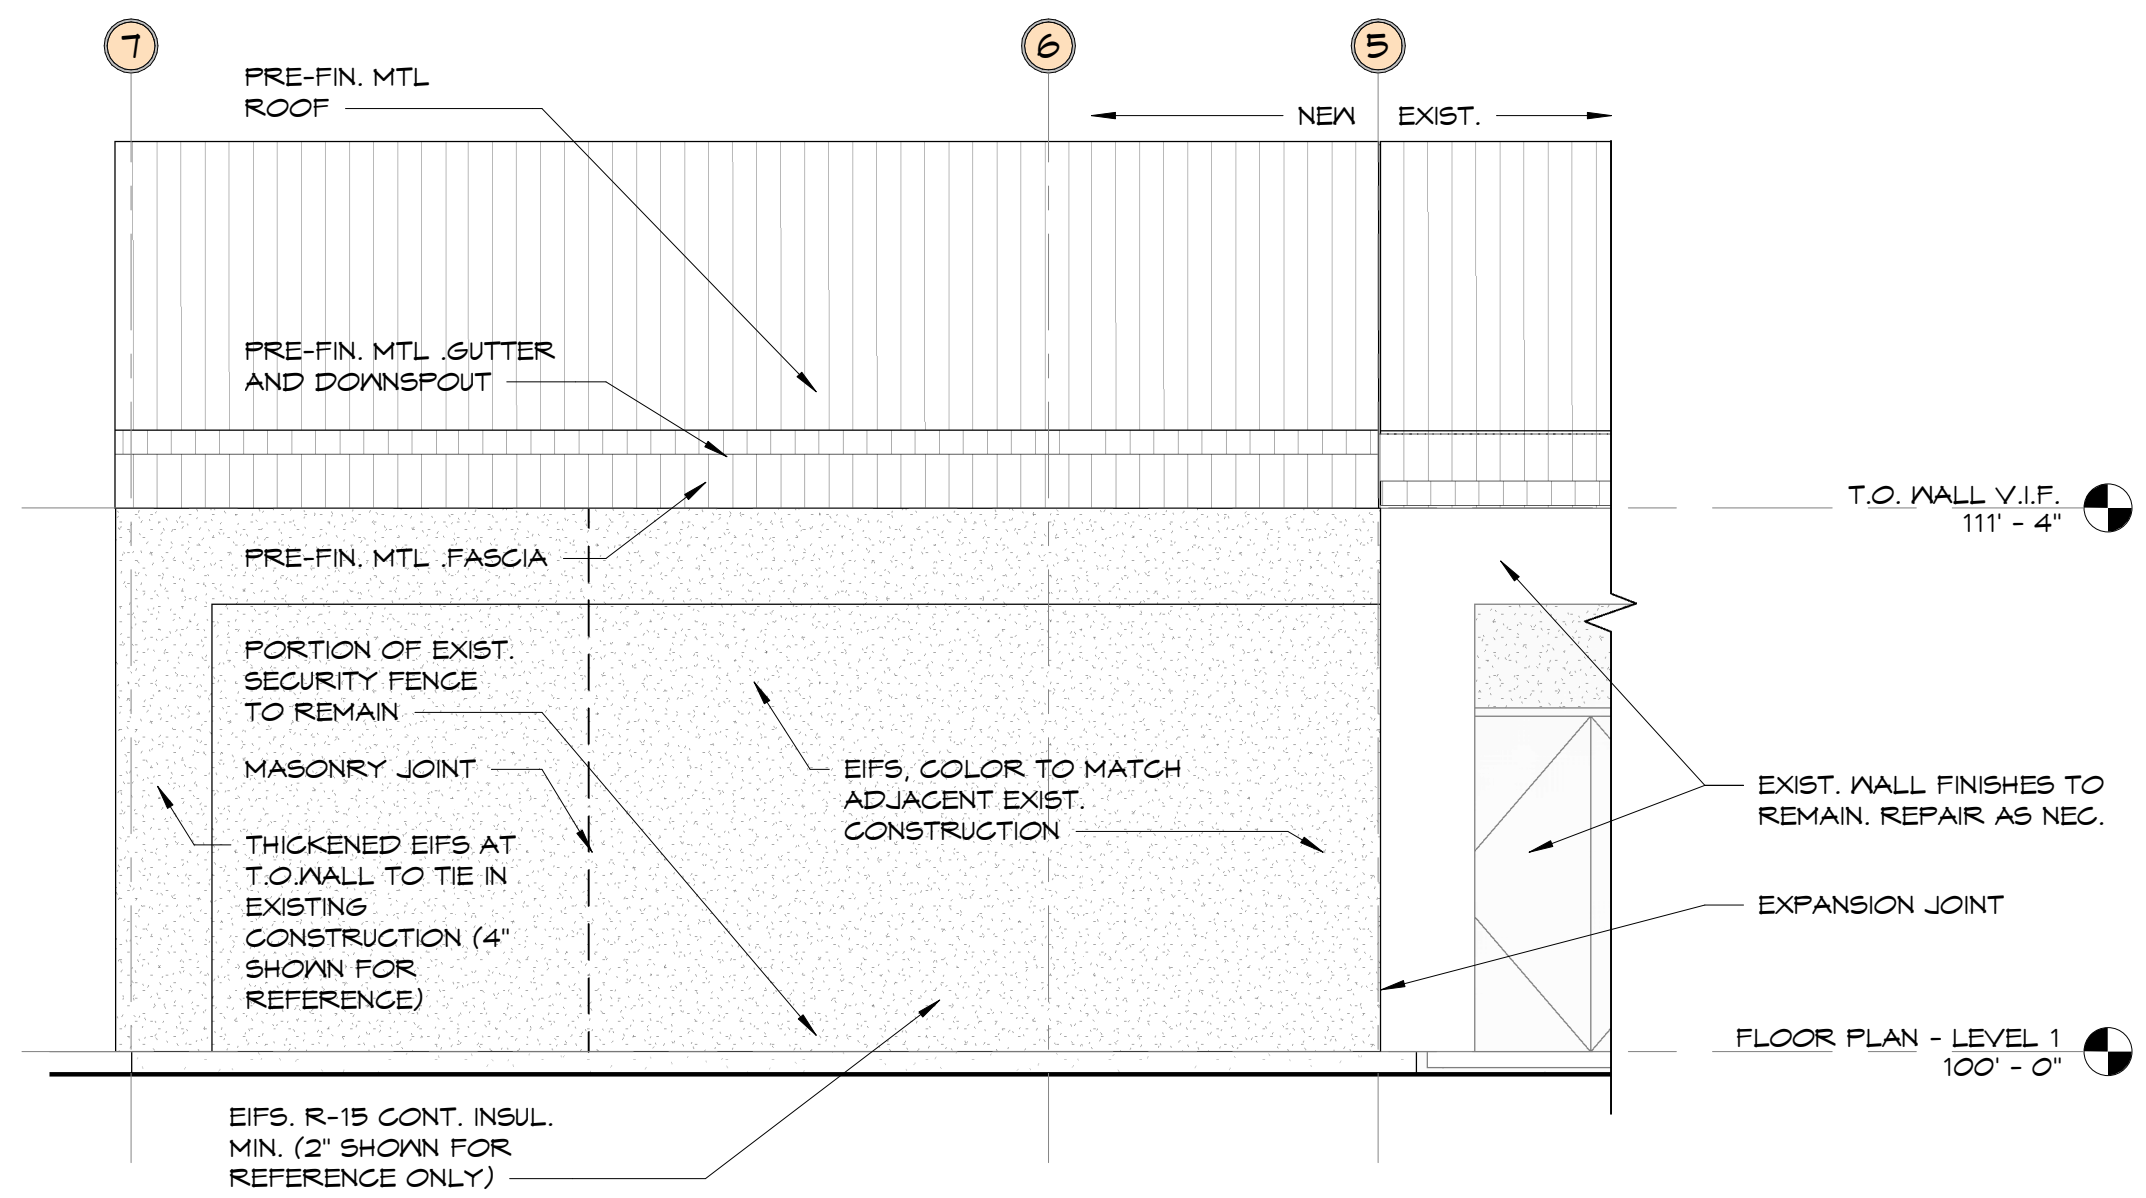 7
6
5
PRE-FIN. MTL
ROOF
NEW
EXIST.
PRE-FIN. MTL .GUTTER
AND DOWNSPOUT
T.O. WALL V.I.F.
111' - 4"
PRE-FIN. MTL .FASCIA
PORTION OF EXIST.
SECURITY FENCE
TO REMAIN
MASONRY JOINT
EIFS, COLOR TO MATCH
ADJACENT EXIST.
CONSTRUCTION
EXIST. WALL FINISHES TO
REMAIN. REPAIR AS NEC.
THICKENED EIFS AT
T.O.WALL TO TIE IN
EXISTING
CONSTRUCTION (4"
SHOWN FOR
REFERENCE)
EXPANSION JOINT
FLOOR PLAN - LEVEL 1
100' - 0"
EIFS. R-15 CONT. INSUL.
MIN. (2" SHOWN FOR
REFERENCE ONLY)